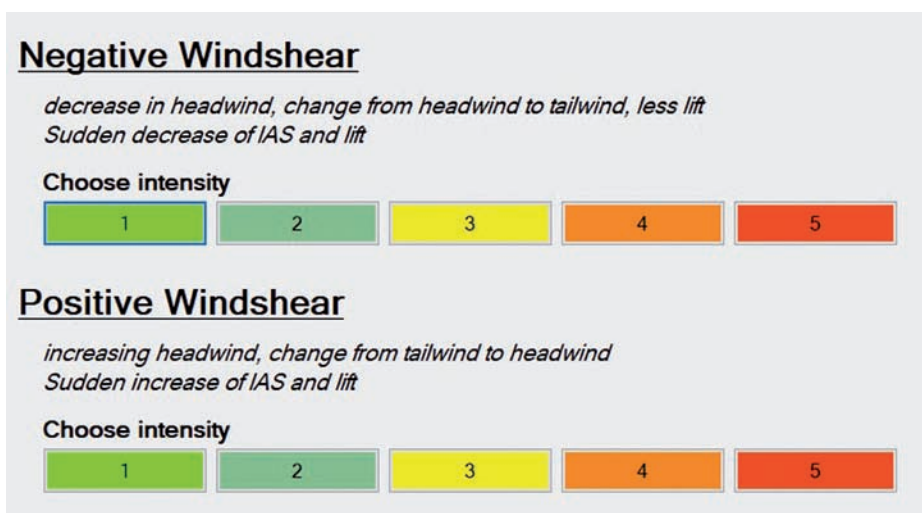 Negative Windshear
decrease in headwind, change from headwind to tailwind, less lift
Sudden decrease of IAS and lift
Choose intensity
1 2 3 4 5
Positive Windshear
increasing headwind, change from tailwind to headwind
Sudden increase of IAS and lift
Choose intensity
1 2 3 4 5